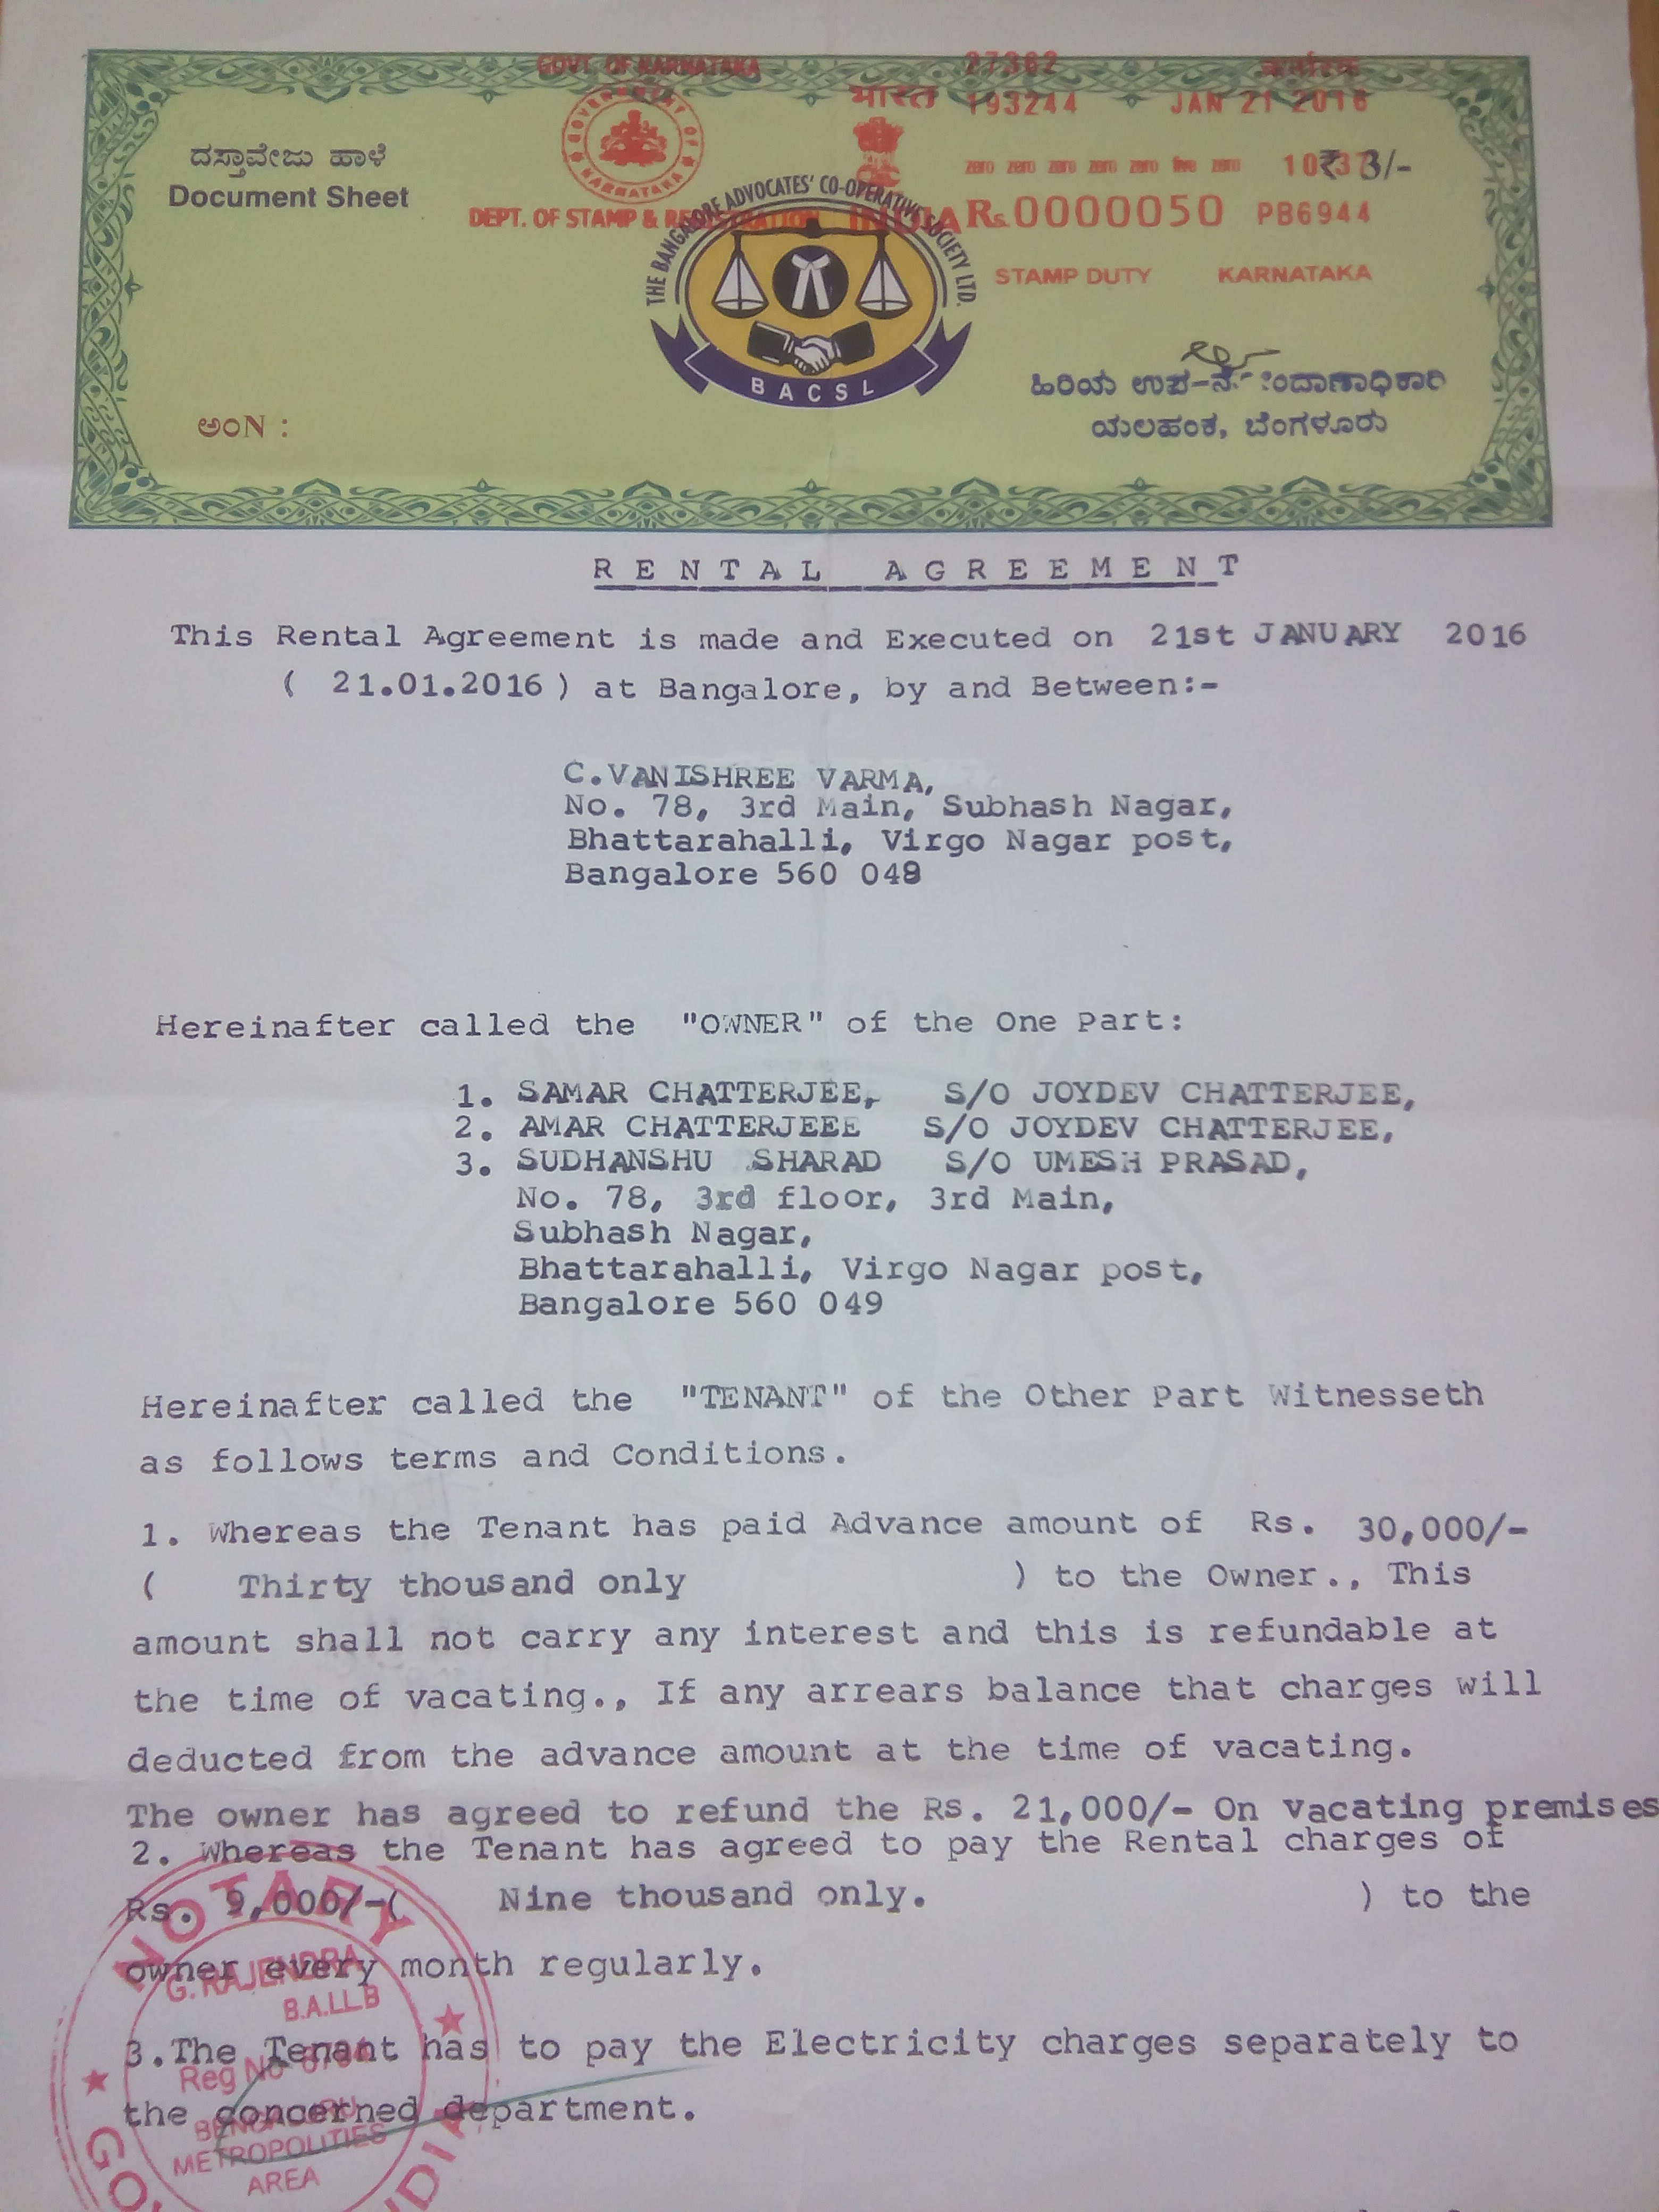 GOVT. OF KARNATAKA
27362
भारत 193244 JAN 21 2016
GOVERNMENT OF KARNATAKA
ದಸ್ತಾವೇಜು ಹಾಳೆ
Document Sheet
zero zero zero zero zero five zero
₹ 3/-
DEPT. OF STAMP & REGISTRATION INDIA Rs. 0000050 PB6944
STAMP DUTY KARNATAKA
THE BANGALORE ADVOCATES' CO-OPERATIVE SOCIETY LTD.
BACSL
ಹಿರಿಯ
ಯಲಹಂಕ, ಬೆಂಗಳೂರು
ಅಂN :
RENTAL AGREEMENT
This Rental Agreement is made and Executed on 21st JANUARY 2016
( 21.01.2016 ) at Bangalore, by and Between:-
C.VANISHREE VARMA,
No. 78, 3rd Main, Subhash Nagar,
Bhattarahalli, Virgo Nagar post,
Bangalore 560 049
Hereinafter called the "OWNER" of the One Part:
1. SAMAR CHATTERJEE, S/O JOYDEV CHATTERJEE,
2. AMAR CHATTERJEEE S/O JOYDEV CHATTERJEE,
3. SUDHANSHU SHARAD S/O UMESH PRASAD,
No. 78, 3rd floor, 3rd Main,
Subhash Nagar,
Bhattarahalli, Virgo Nagar post,
Bangalore 560 049
Hereinafter called the "TENANT" of the Other Part Witnesseth
as follows terms and Conditions.
1. Whereas the Tenant has paid Advance amount of Rs. 30,000/-
( Thirty thousand only ) to the Owner., This
amount shall not carry any interest and this is refundable at
the time of vacating., If any arrears balance that charges will
deducted from the advance amount at the time of vacating.
The owner has agreed to refund the Rs. 21,000/- On vacating premises
2. Whereas the Tenant has agreed to pay the Rental charges of
Rs. 9,000/-( Nine thousand only. ) to the
owner every month regularly.
3.The Tenant has to pay the Electricity charges separately to
the concerned department.
NOTARY
G. RAJENDRA
B.A.LL.B
Reg No
BENGALURU
METROPOLITIES
AREA